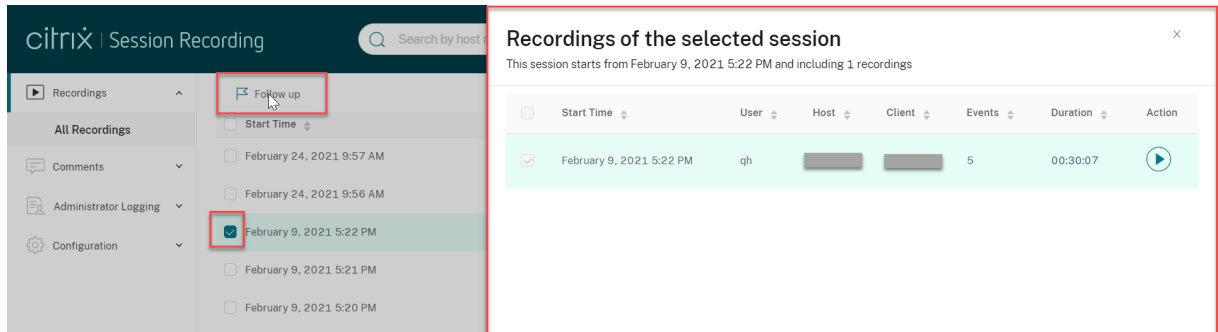 citrix | Session Recording
Search by host
Recordings
All Recordings
Comments
Administrator Logging
Configuration
Follow up
Start Time
February 24, 2021 9:57 AM
February 24, 2021 9:56 AM
February 9, 2021 5:22 PM
February 9, 2021 5:21 PM
February 9, 2021 5:20 PM
Recordings of the selected session
X
This session starts from February 9, 2021 5:22 PM and including 1 recordings
Start Time User Host Client Events Duration Action
February 9, 2021 5:22 PM qh 5 00:30:07